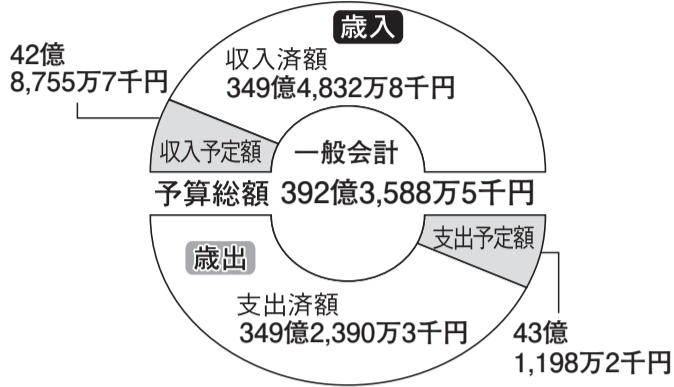 歳入
42億
8,755万7千円
収入済額
349億4,832万8千円
収入予定額
一般会計
予算総額 392億3,588万5千円
支出予定額
歳出
支出済額
349億2,390万3千円
43億
1,198万2千円